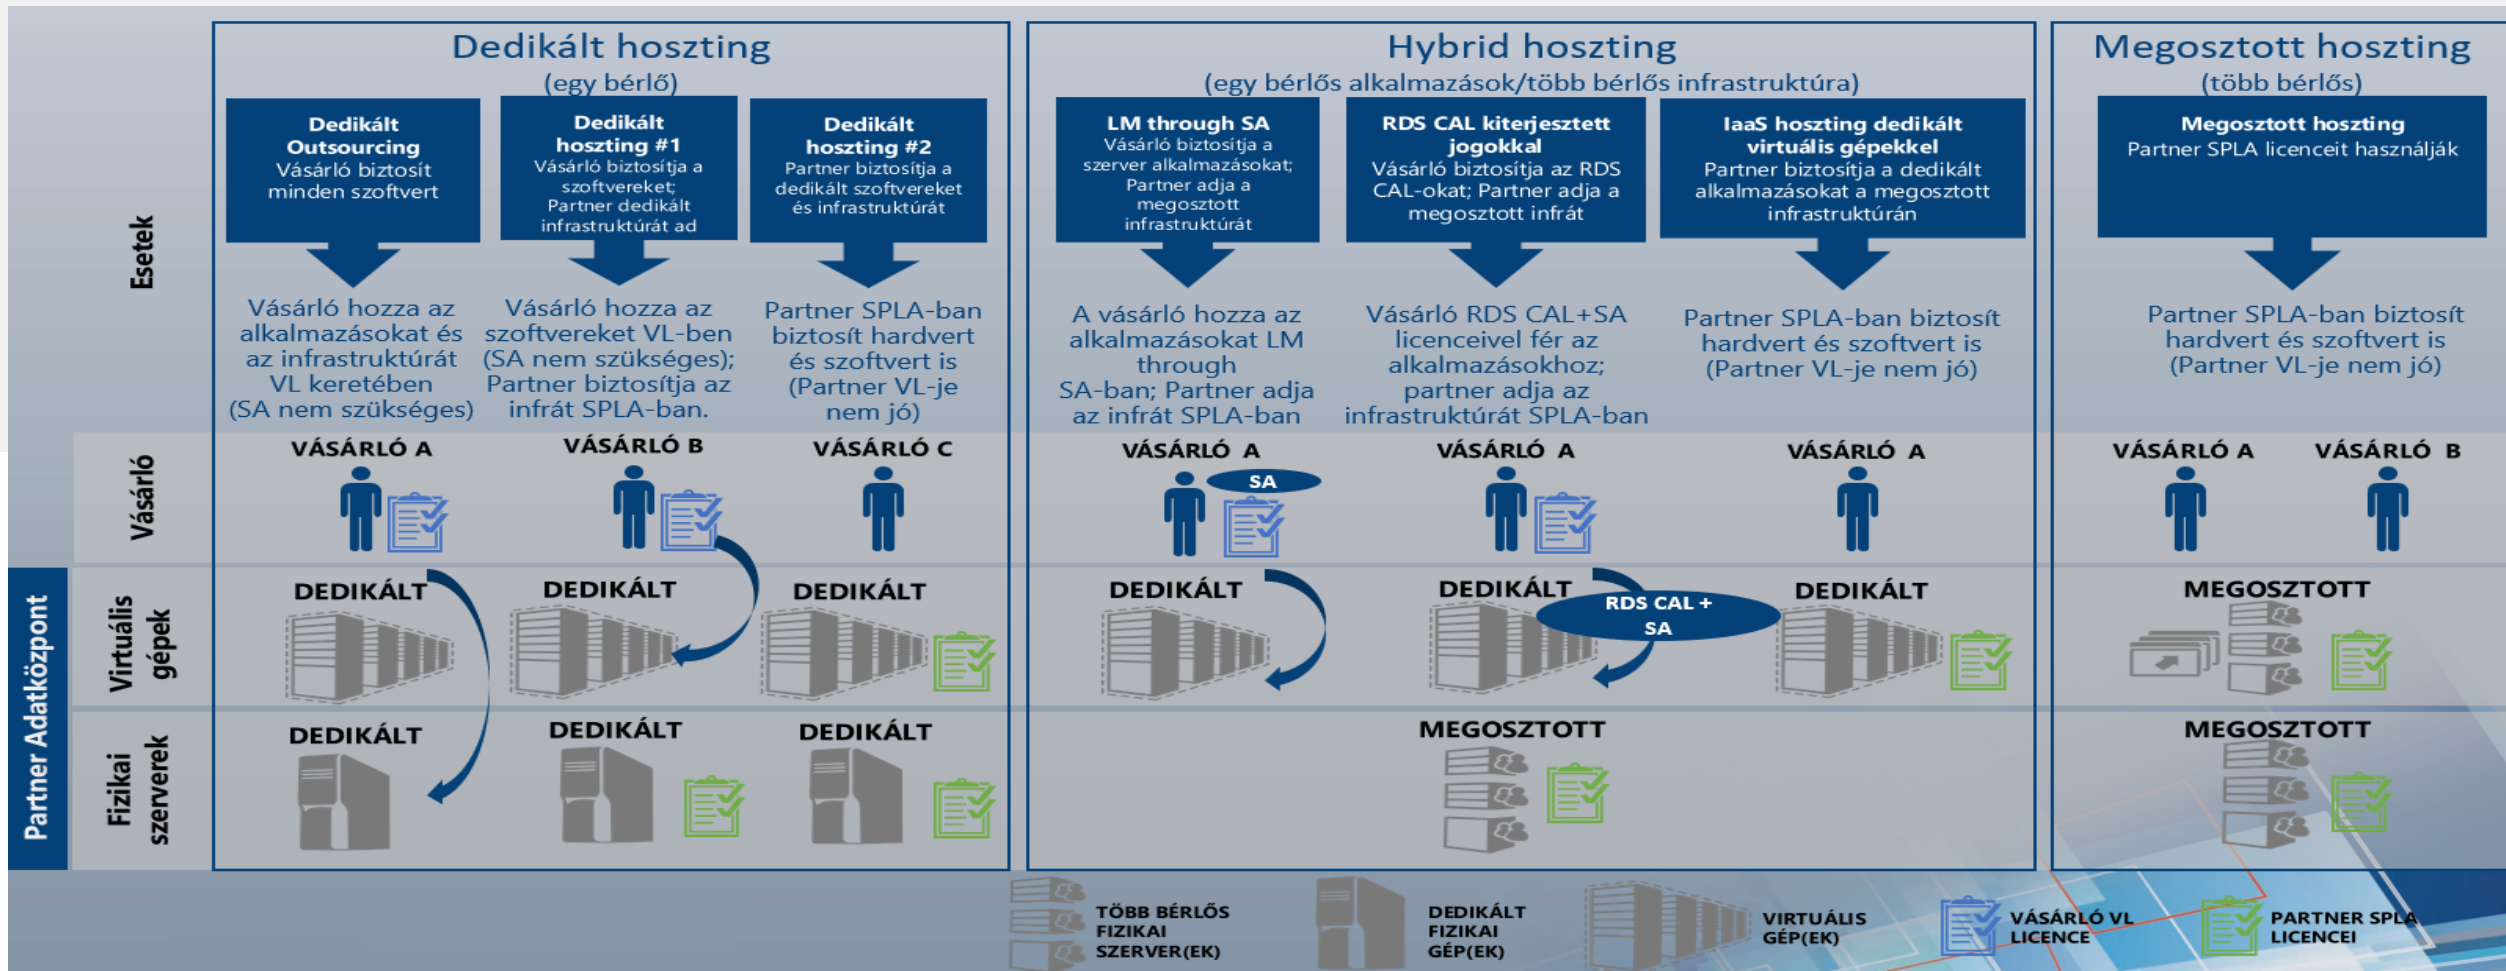 Dedikált hoszting
(egy bérlő)
Dedikált
Outsourcing
Vásárló biztosít
minden szoftvert
Dedikált
hoszting #1
Vásárló biztosítja a
szoftvereket;
Partner dedikált
infrastruktúrát ad
Dedikált
hoszting #2
Partner biztosítja a
dedikált szoftvereket
és infrastruktúrát
Hybrid hoszting
(egy bérlős alkalmazások/több bérlős infrastruktúra)
LM through SA
Vásárló biztosítja a
szerver alkalmazásokat;
Partner adja a
megosztott
infrastruktúrát
RDS CAL kiterjesztett
jogokkal
Vásárló biztosítja az RDS
CAL-okat; Partner adja a
megosztott infrát
IaaS hoszting dedikált
virtuális gépekkel
Partner biztosítja a dedikált
alkalmazásokat a megosztott
infrastruktúrán
Megosztott hoszting
(több bérlős)
Megosztott hoszting
Partner SPLA licenceit használják
Esetek
Vásárló hozza az
alkalmazásokat és
az infrastruktúrát
VL keretében
(SA nem szükséges)
Vásárló hozza az
szoftvereket VL-ben
(SA nem szükséges);
Partner biztosítja az
infrát SPLA-ban.
Partner SPLA-ban
biztosít hardvert
és szoftvert is
(Partner VL-je
nem jó)
A vásárló hozza az
alkalmazásokat LM
through
SA-ban; Partner adja
az infrát SPLA-ban
Vásárló RDS CAL+SA
licenceivel fér az
alkalmazásokhoz;
partner adja az
infrastruktúrát SPLA-ban
Partner SPLA-ban biztosít
hardvert és szoftvert is
(Partner VL-je nem jó)
Partner SPLA-ban biztosít
hardvert és szoftvert is
(Partner VL-je nem jó)
Vásárló
VÁSÁRLÓ A
VÁSÁRLÓ B
VÁSÁRLÓ C
VÁSÁRLÓ A
SA
VÁSÁRLÓ A
VÁSÁRLÓ A
VÁSÁRLÓ A
VÁSÁRLÓ B
Partner Adatközpont
Virtuális
gépek
DEDIKÁLT
DEDIKÁLT
DEDIKÁLT
DEDIKÁLT
DEDIKÁLT
RDS CAL +
SA
DEDIKÁLT
MEGOSZTOTT
Fizikai
szerverek
DEDIKÁLT
DEDIKÁLT
DEDIKÁLT
MEGOSZTOTT
MEGOSZTOTT
TÖBB BÉRLŐS
FIZIKAI
SZERVER(EK)
DEDIKÁLT
FIZIKAI
GÉP(EK)
VIRTUÁLIS
GÉP(EK)
VÁSÁRLÓ VL
LICENCE
PARTNER SPLA
LICENCEI